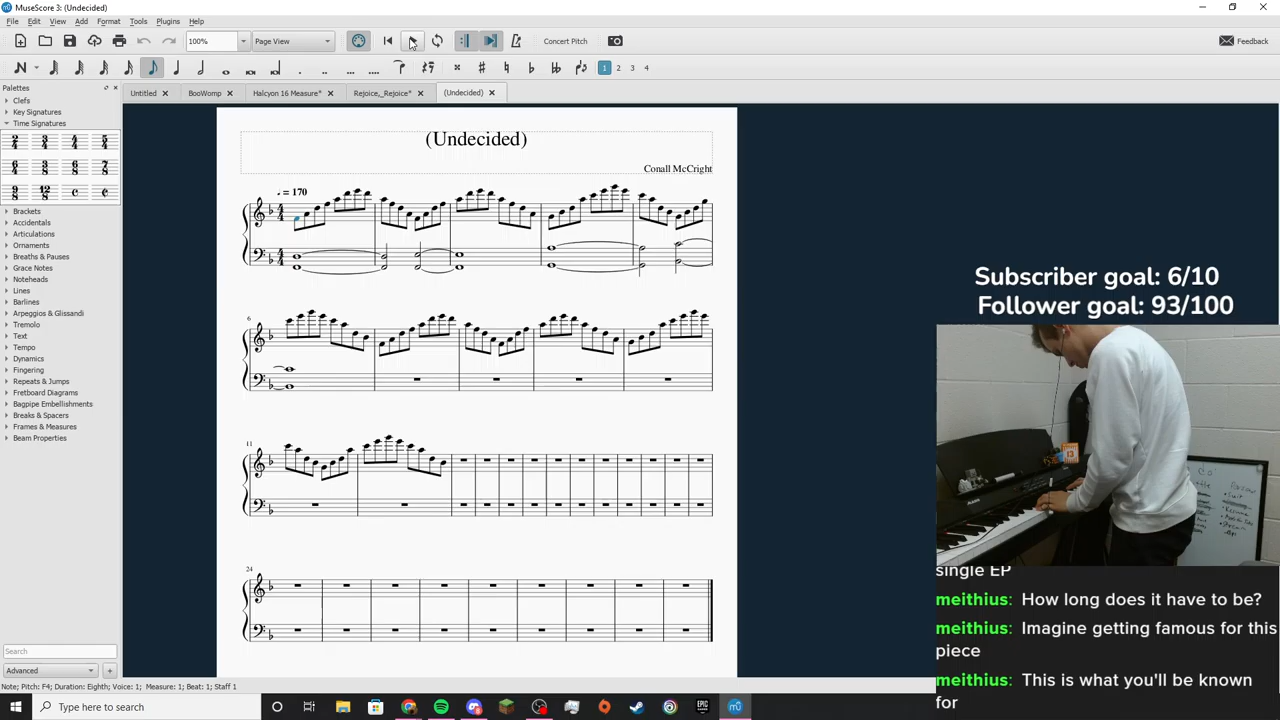 MuseScore 3: (Undecided)
File Edit View Add Format Tools Plugins Help
100% Page View Concert Pitch Feedback
1 2 3 4
Palettes
Untitled BooWomp Halcyon 16 Measure* Rejoice,_Rejoice* (Undecided)
Clefs
Key Signatures
Time Signatures
Brackets
Accidentals
Articulations
Ornaments
Breaths & Pauses
Grace Notes
Noteheads
Lines
Barlines
Arpeggios & Glissandi
Tremolo
Text
Tempo
Dynamics
Fingering
Repeats & Jumps
Fretboard Diagrams
Bagpipe Embellishments
Breaks & Spacers
Frames & Measures
Beam Properties
Search
Advanced
(Undecided)
Conall McCright
= 170
6
11
24
Subscriber goal: 6/10
Follower goal: 93/100
single EP
meithius: How long does it have to be?
meithius: Imagine getting famous for this
piece
meithius: This is what you'll be known
for
Note; Pitch: F4; Duration: Eighth; Voice: 1; Measure: 1; Beat: 1; Staff 1
Type here to search